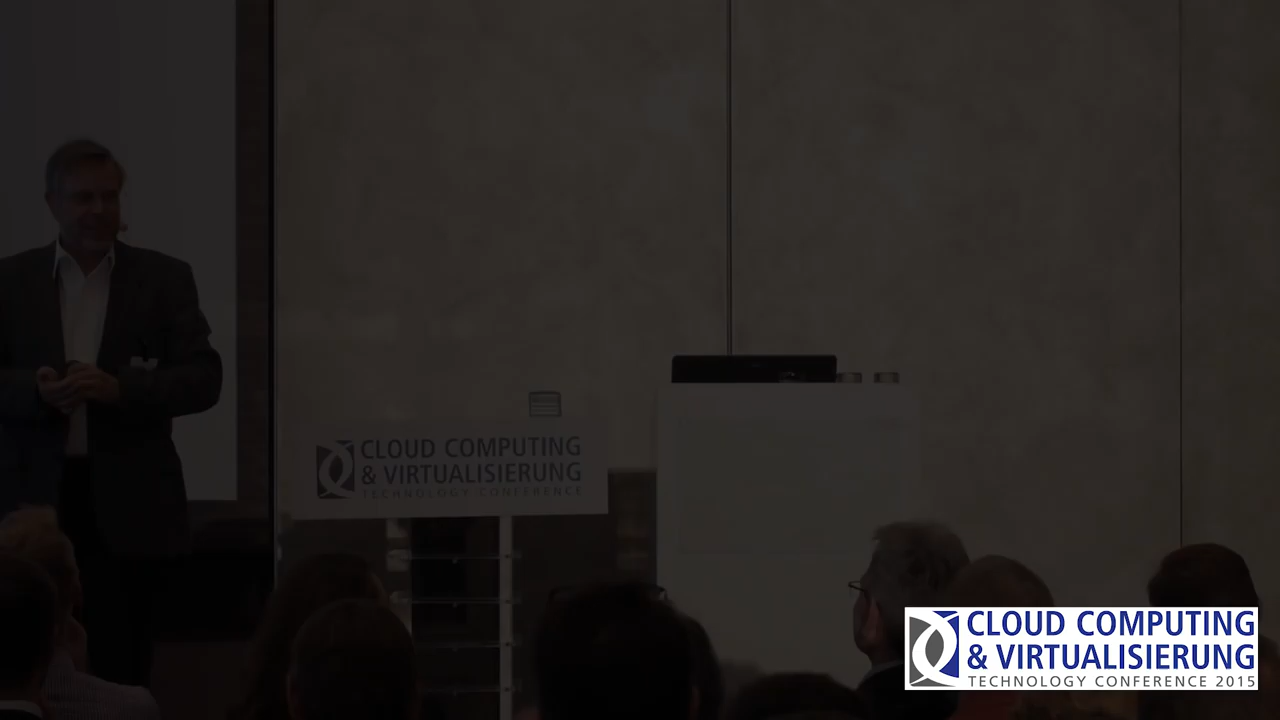 CLOUD COMPUTING
& VIRTUALISIERUNG
TECHNOLOGY CONFERENCE
CLOUD COMPUTING
& VIRTUALISIERUNG
TECHNOLOGY CONFERENCE 2015